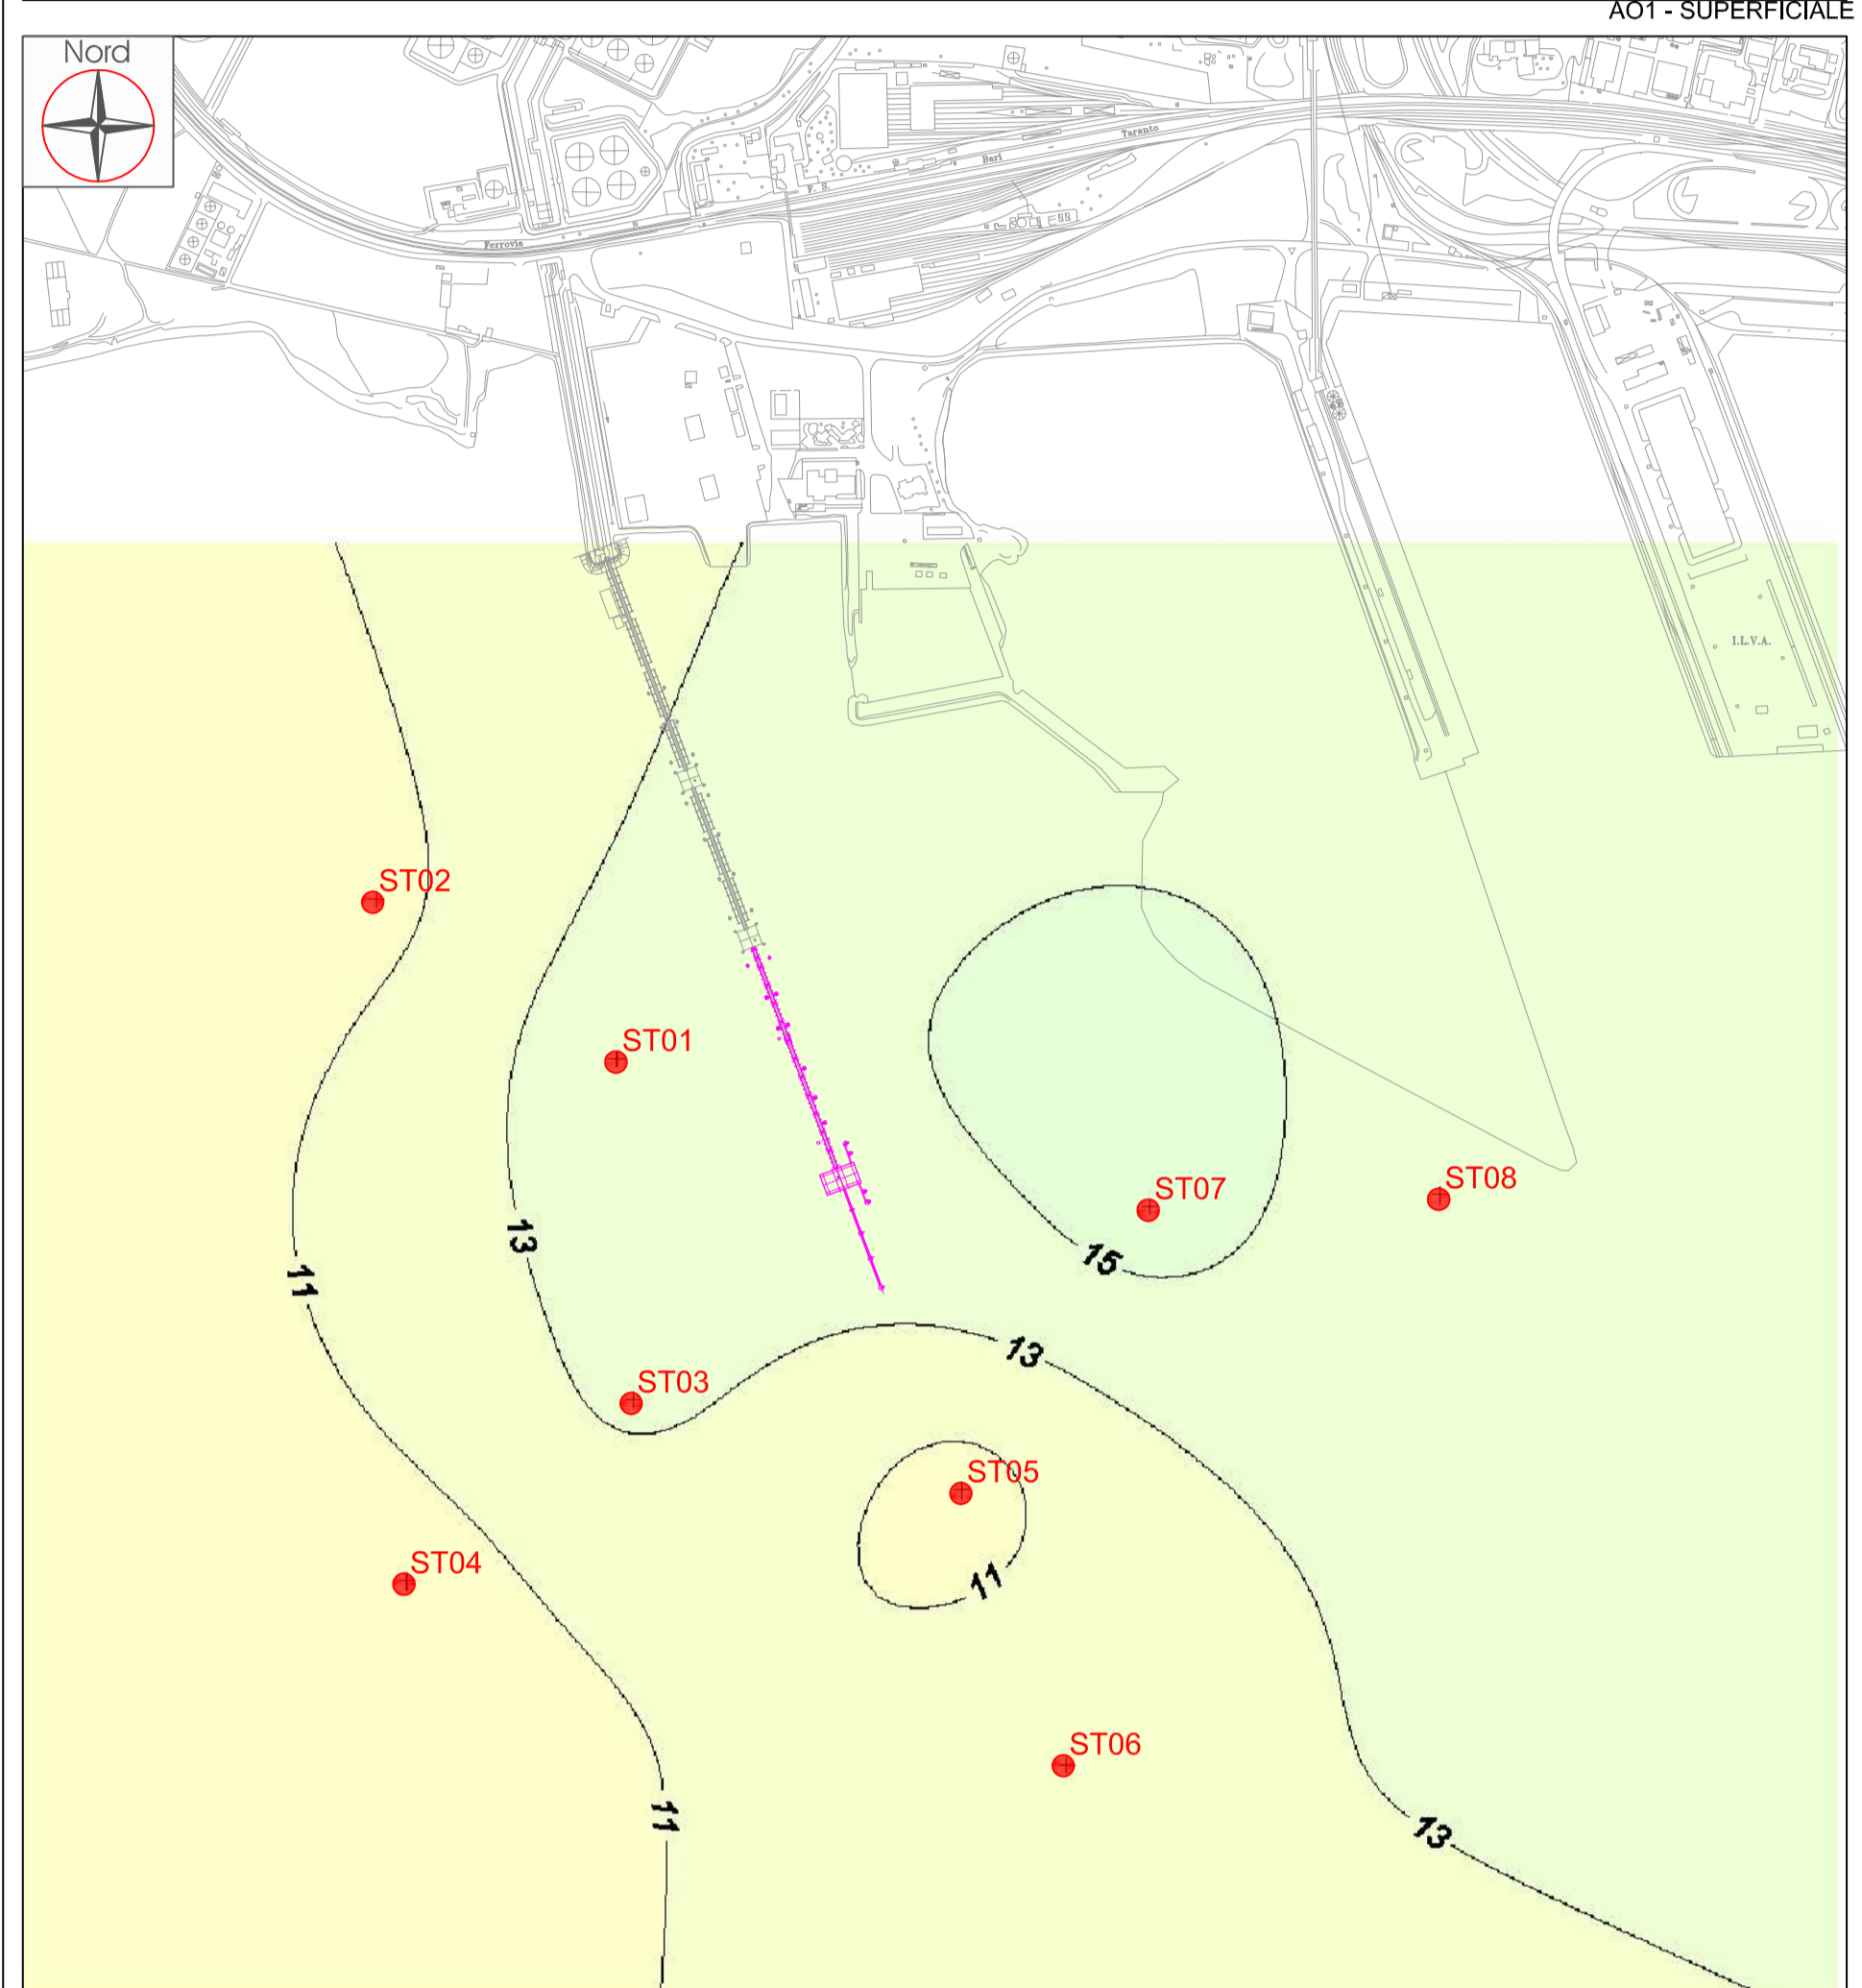 AO1 - SUPERFICIALE
Nord
Taranto
Bari
F. S.
Ferrovia
I.L.V.A.
ST02
ST01
ST07
ST08
13
15
11
13
ST03
ST05
11
ST04
ST06
11
13